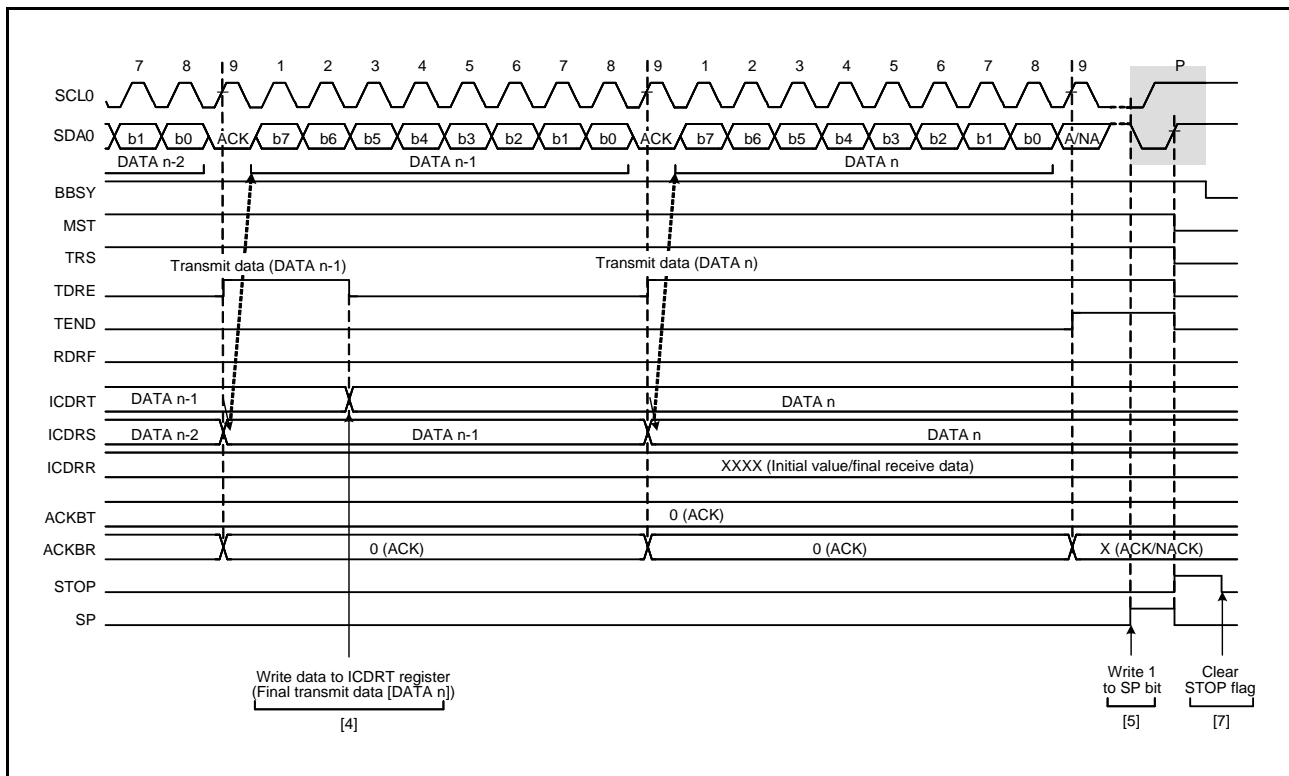 7 8 9 1 2 3 4 5 6 7 8 9 1 2 3 4 5 6 7 8 9 P
SCL0
SDA0 b1 b0 ACK b7 b6 b5 b4 b3 b2 b1 b0 ACK b7 b6 b5 b4 b3 b2 b1 b0 A/NA
DATA n-2 DATA n-1 DATA n
BBSY
MST
TRS
Transmit data (DATA n-1) Transmit data (DATA n)
TDRE
TEND
RDRF
ICDRT DATA n-1 DATA n
ICDRS DATA n-2 DATA n-1 DATA n
ICDRR XXXX (Initial value/final receive data)
ACKBT 0 (ACK)
ACKBR 0 (ACK) 0 (ACK) X (ACK/NACK)
STOP
SP
Write data to ICDRT register
(Final transmit data [DATA n])
[4]
Write 1
to SP bit
[5]
Clear
STOP flag
[7]